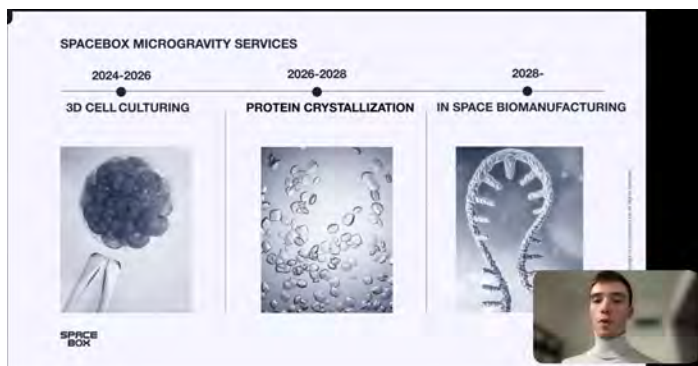 SPACEBOX MICROGRAVITY SERVICES
2024-2026
2026-2028
2028-
3D CELL CULTURING
PROTEIN CRYSTALLIZATION
IN SPACE BIOMANUFACTURING
SPACE
BOX